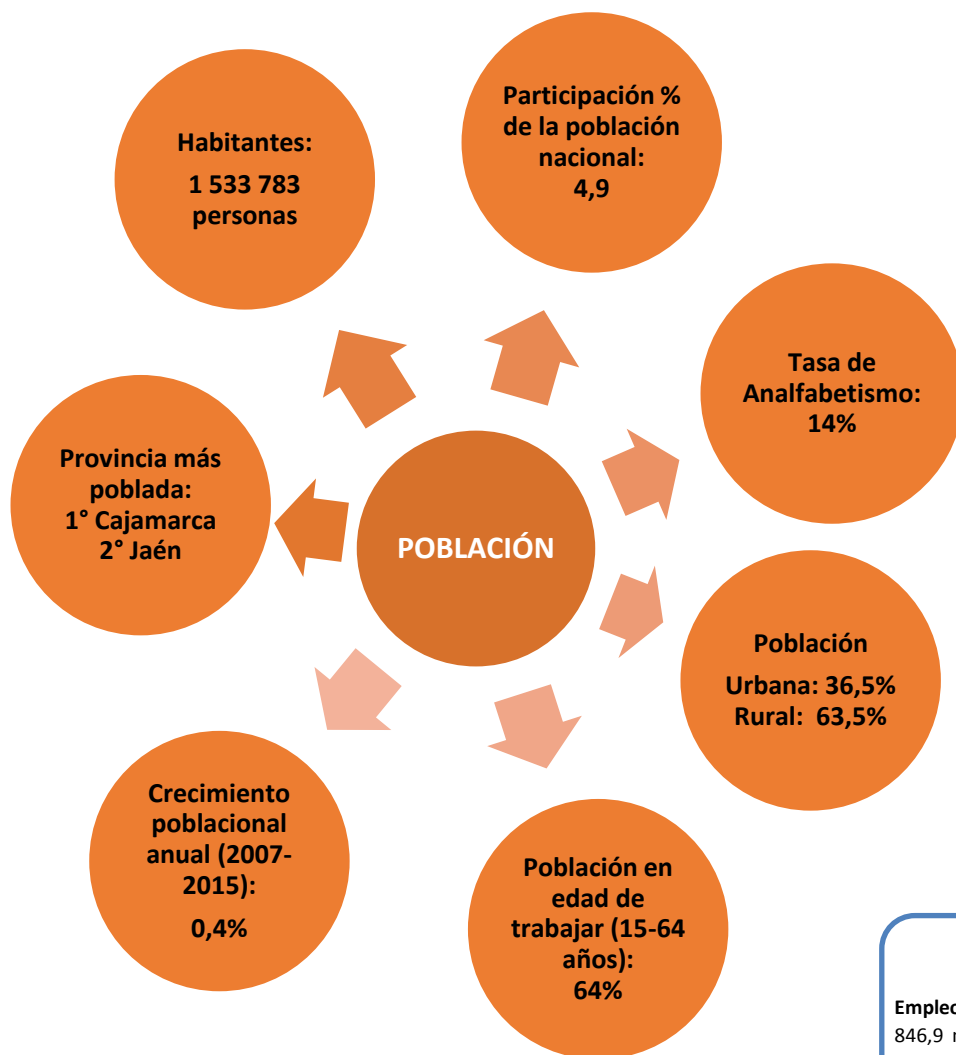 Participación %
de la población
nacional:
4,9
Habitantes:
1 533 783
personas
Tasa de
Analfabetismo:
14%
Provincia más
poblada:
1° Cajamarca
2° Jaén
POBLACIÓN
Población
Urbana: 36,5%
Rural: 63,5%
Crecimiento
poblacional
anual (2007-
2015):
0,4%
Población en
edad de
trabajar (15-64
años):
64%
846,9